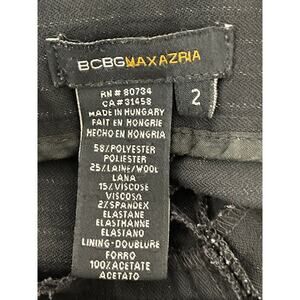 BCBGMAXAZRIA
2
RN# 80734
CA# 31458
MADE IN HUNGARY
FAIT EN HONGRIE
HECHO EN HONGRIA
58%POLYESTER
POLIESTER
25%LAINE/WOOL
LANA
15%VISCOSE
VISCOSA
2%SPANDEX
ELASTANE
ELASTHANNE
ELASTANO
LINING-DOUBLURE
FORRO
100%ACETATE
ACETATO